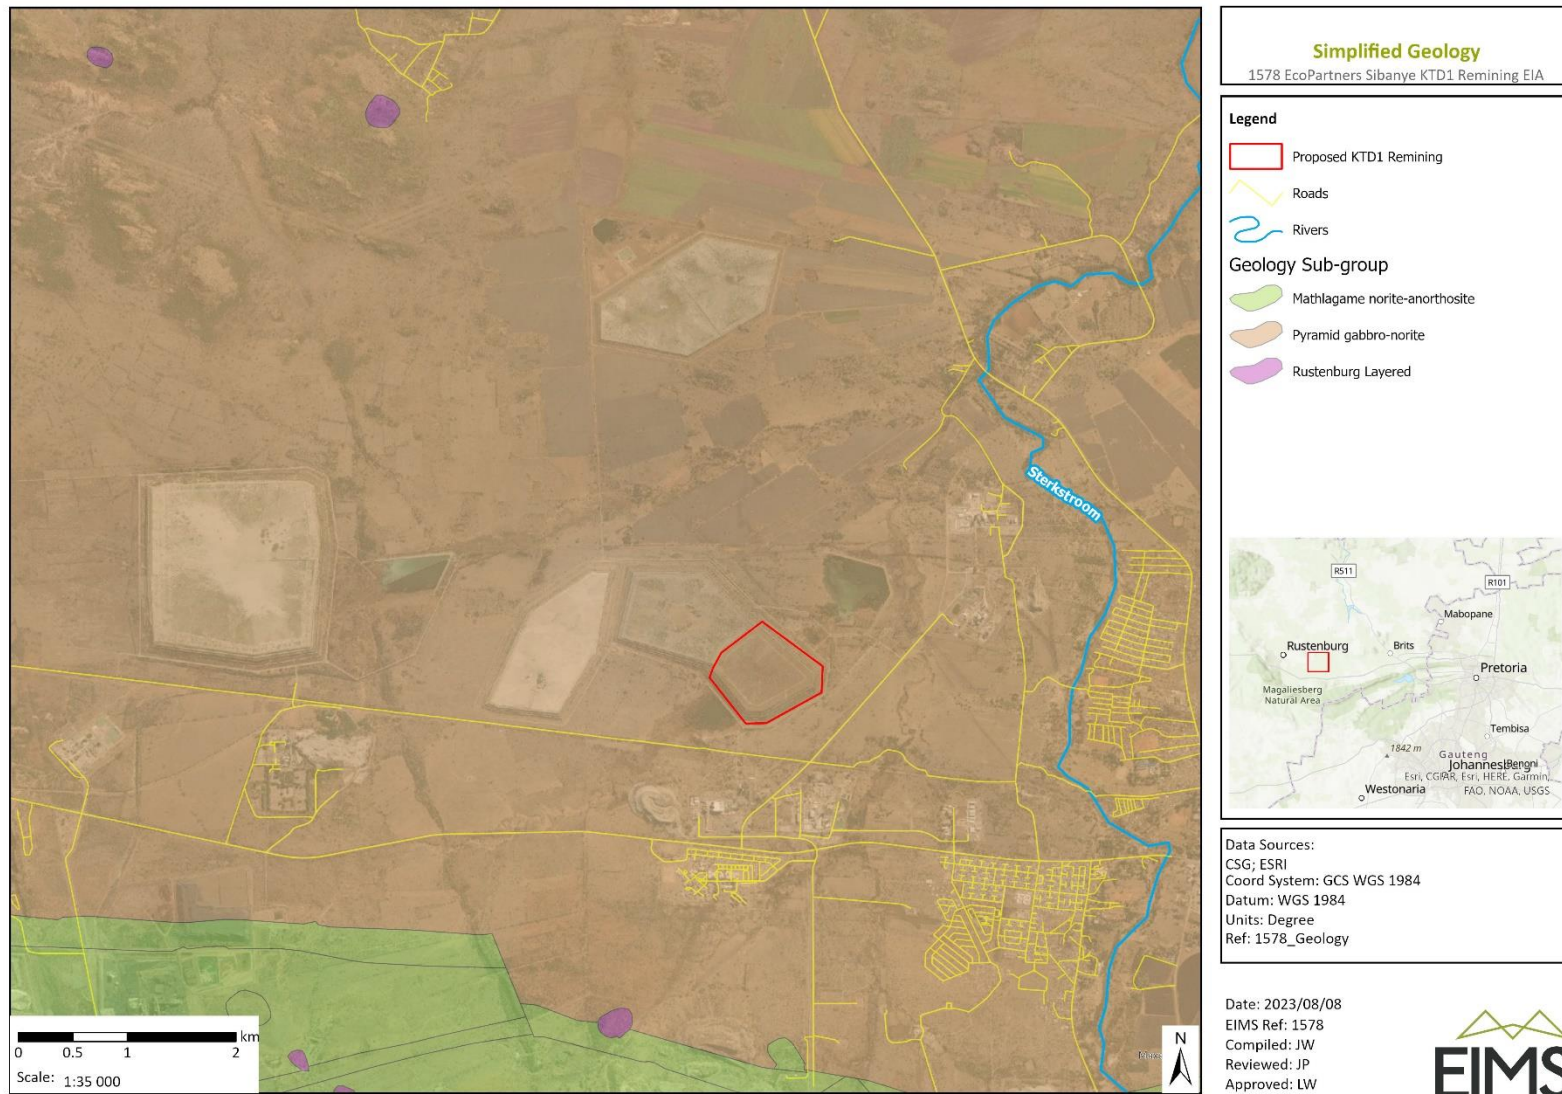 Simplified Geology
1578 EcoPartners Sibanye KTD1 Remining EIA
Legend
Proposed KTD1 Remining
Roads
Rivers
Geology Sub-group
Mathlagame norite-anorthosite
Pyramid gabbro-norite
Rustenburg Layered
Sterkstroom
R511
R101
Mabopane
Rustenburg
Brits
Pretoria
Magaliesberg
Natural Area
Tembisa
1842 m
Gauteng
Johannesburg
Benoni
Esri, CGIAR, Esri, HERE, Garmin,
FAO, NOAA, USGS
Westonaria
Data Sources:
CSG; ESRI
Coord System: GCS WGS 1984
Datum: WGS 1984
Units: Degree
Ref: 1578_Geology
Date: 2023/08/08
EIMS Ref: 1578
Compiled: JW
Reviewed: JP
Approved: LW
EIMS
N
km
0 0.5 1 2
Scale: 1:35 000